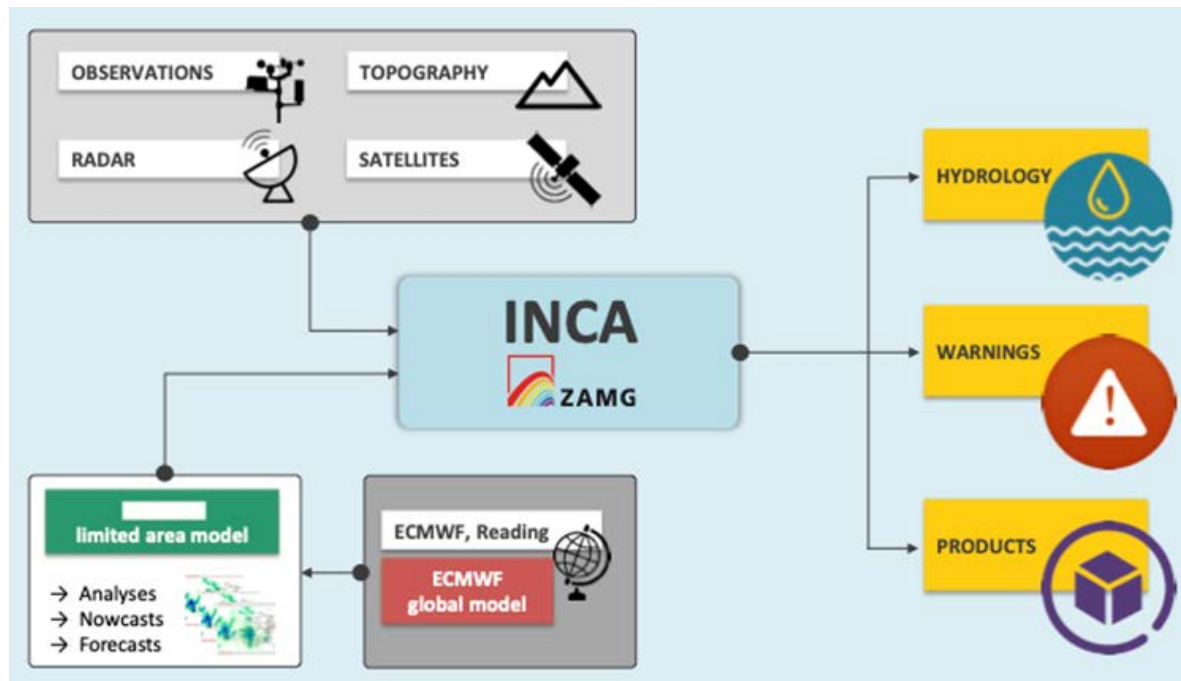 OBSERVATIONS
TOPOGRAPHY
RADAR
SATELLITES
INCA
ZAMG
HYDROLOGY
WARNINGS
PRODUCTS
limited area model
→ Analyses
→ Nowcasts
→ Forecasts
ECMWF, Reading
ECMWF
global model